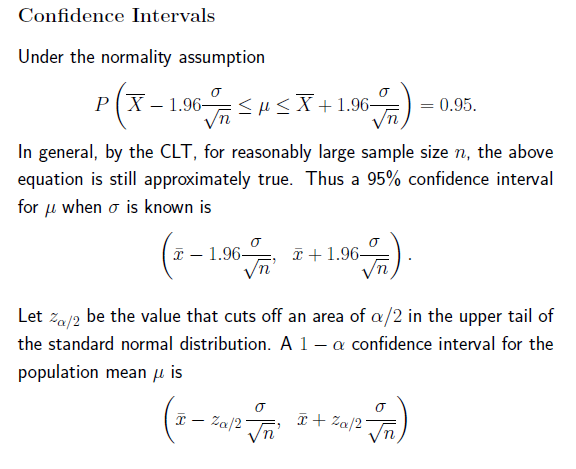 Confidence Intervals
Under the normality assumption
P ( X̅ − 1.96 σ/√n ≤ μ ≤ X̅ + 1.96 σ/√n ) = 0.95.
In general, by the CLT, for reasonably large sample size n, the above
equation is still approximately true. Thus a 95% confidence interval
for μ when σ is known is
( x̄ − 1.96 σ/√n, x̄ + 1.96 σ/√n ) .
Let z_{α/2} be the value that cuts off an area of α/2 in the upper tail of
the standard normal distribution. A 1 − α confidence interval for the
population mean μ is
( x̄ − z_{α/2} σ/√n, x̄ + z_{α/2} σ/√n )